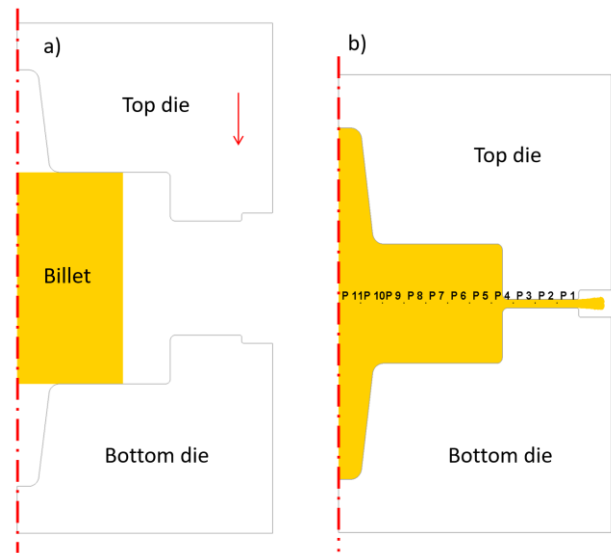 a)
Top die
Billet
Bottom die
b)
Top die
P 11 P 10 P 9 P 8 P 7 P 6 P 5 P 4 P 3 P 2 P 1
Bottom die